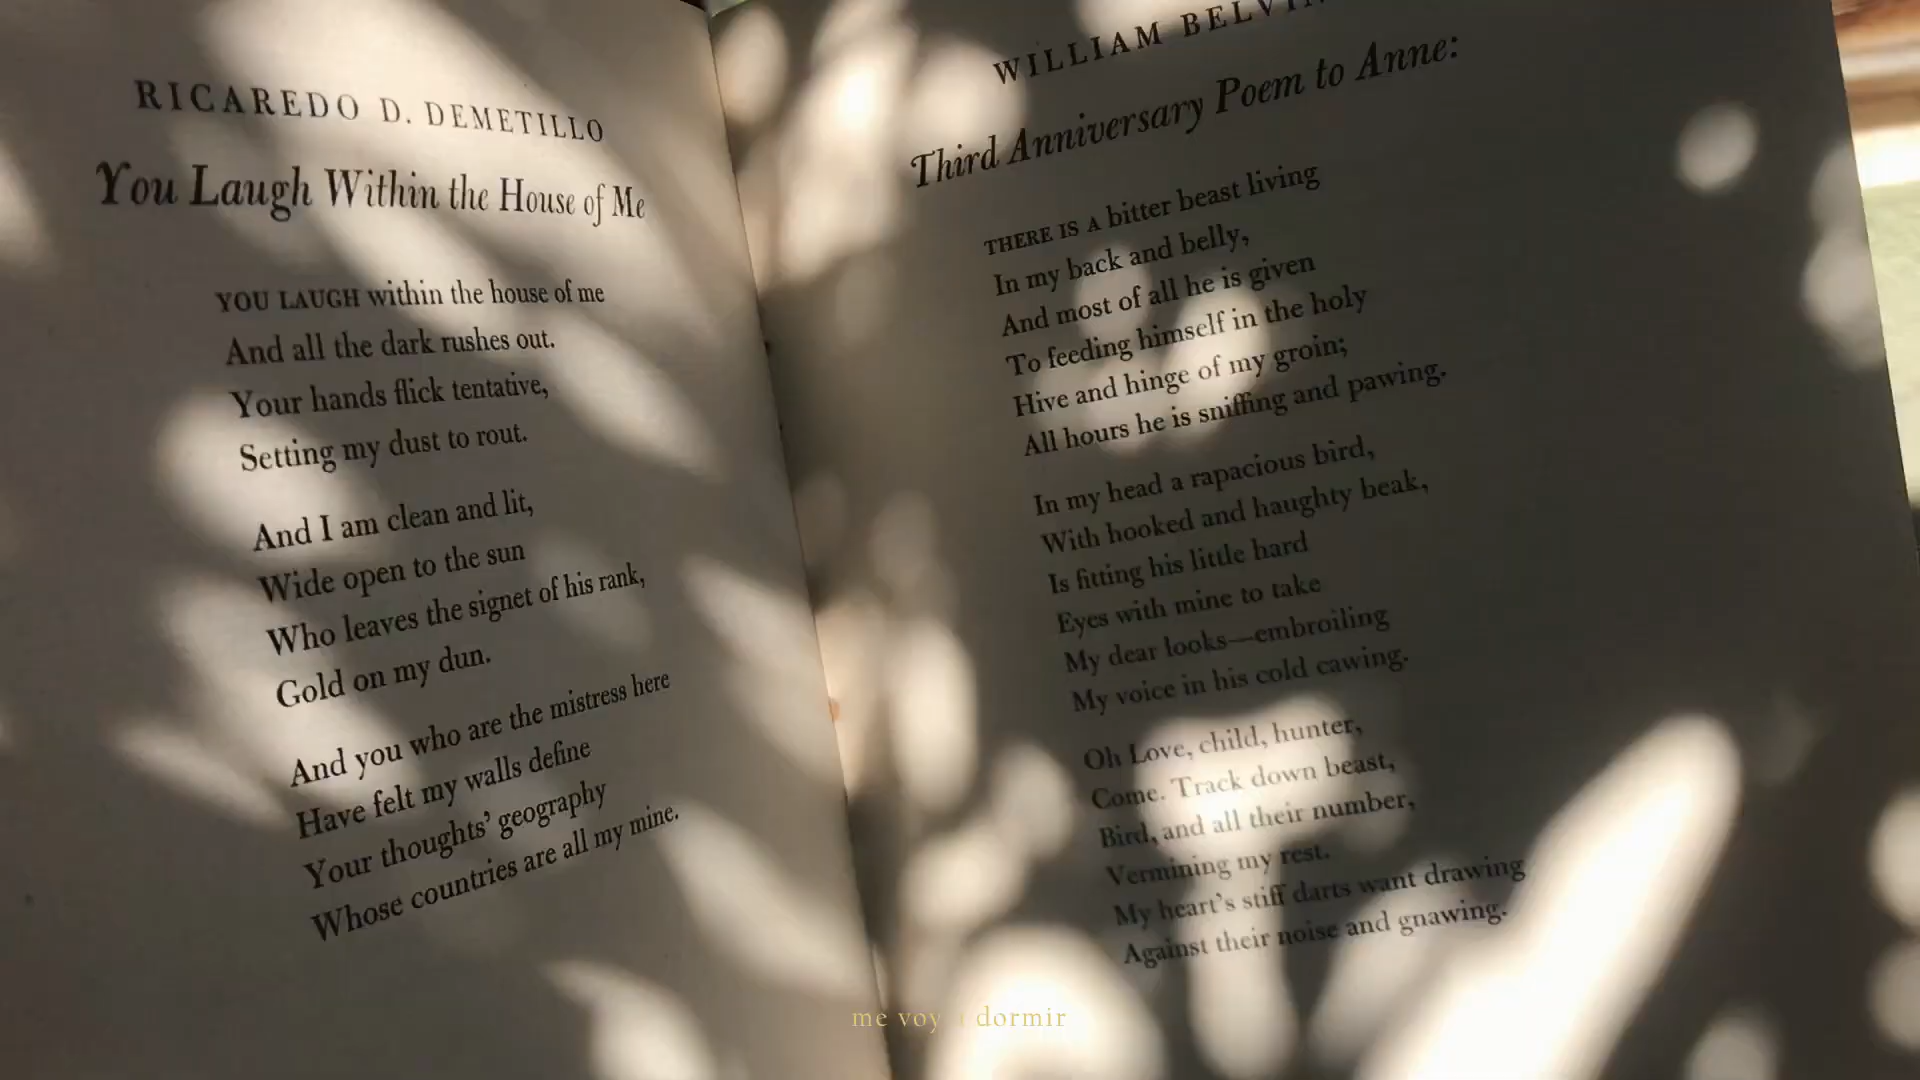 RICAREDO D. DEMETILLO
You Laugh Within the House of Me
YOU LAUGH within the house of me
And all the dark rushes out.
Your hands flick tentative,
Setting my dust to rout.
And I am clean and lit,
Wide open to the sun
Who leaves the signet of his rank,
Gold on my dun.
And you who are the mistress here
Have felt my walls define
Your thoughts’ geography
Whose countries are all my mine.
WILLIAM
Third Anniversary Poem to Anne:
THERE IS A bitter beast living
In my back and belly,
And most of all he is given
To feeding himself in the holy
Hive and hinge of my groin;
All hours he is sniffing and pawing.
In my head a rapacious bird,
With hooked and haughty beak,
Is fitting his little hard
Eyes with mine to take
My dear looks—embroiling
My voice in his cold cawing.
Oh Love, child, hunter,
Come. Track down beast,
Bird, and all their number,
Vermining my rest.
My heart’s stiff darts want drawing
Against their noise and gnawing.
me voy a dormir